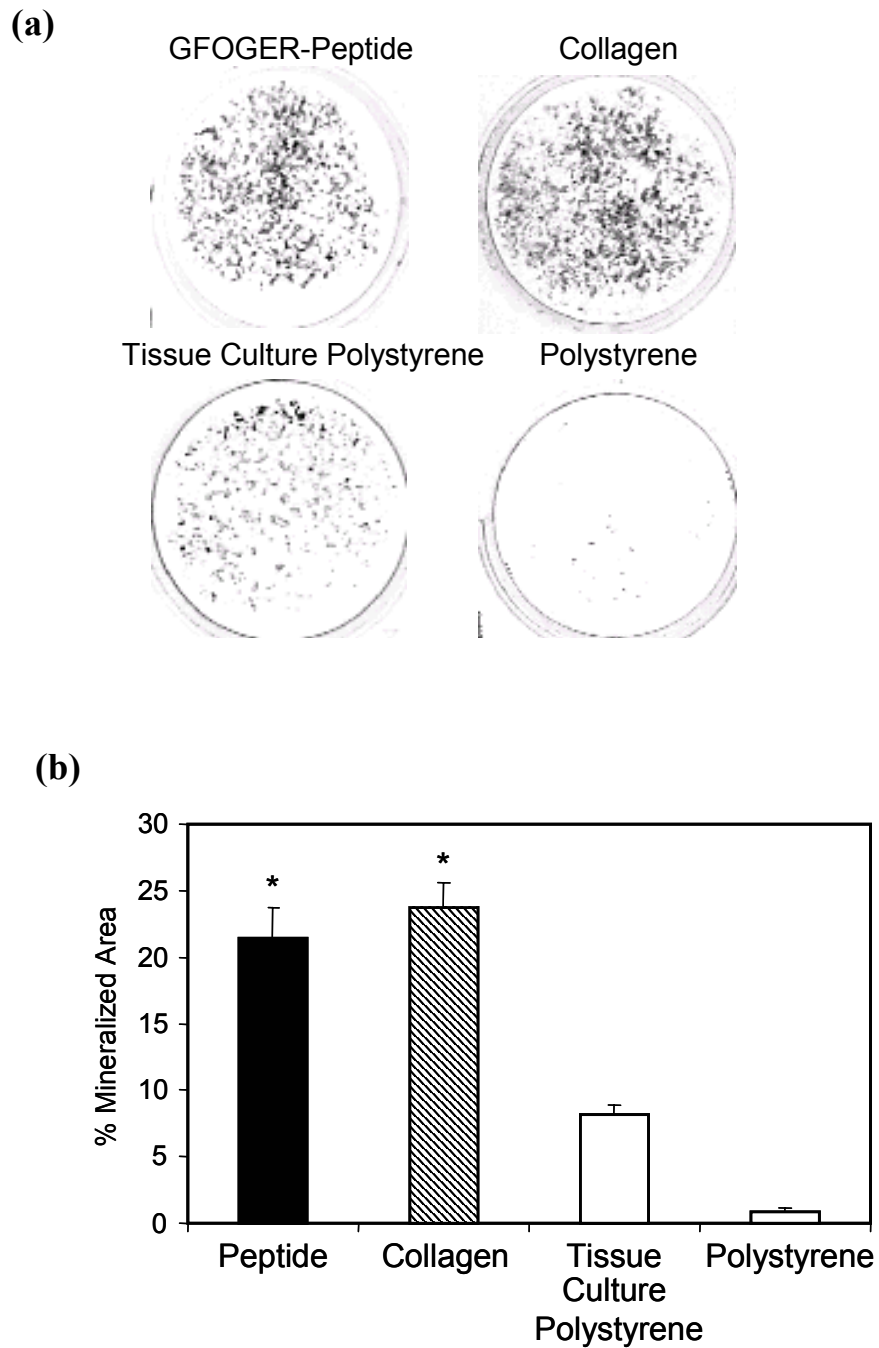 (a)
GFOGER-Peptide
Collagen
Tissue Culture Polystyrene
Polystyrene
(b)
30
25
20
15
10
5
0
% Mineralized Area
*
*
Peptide
Collagen
Tissue
Culture
Polystyrene
Polystyrene